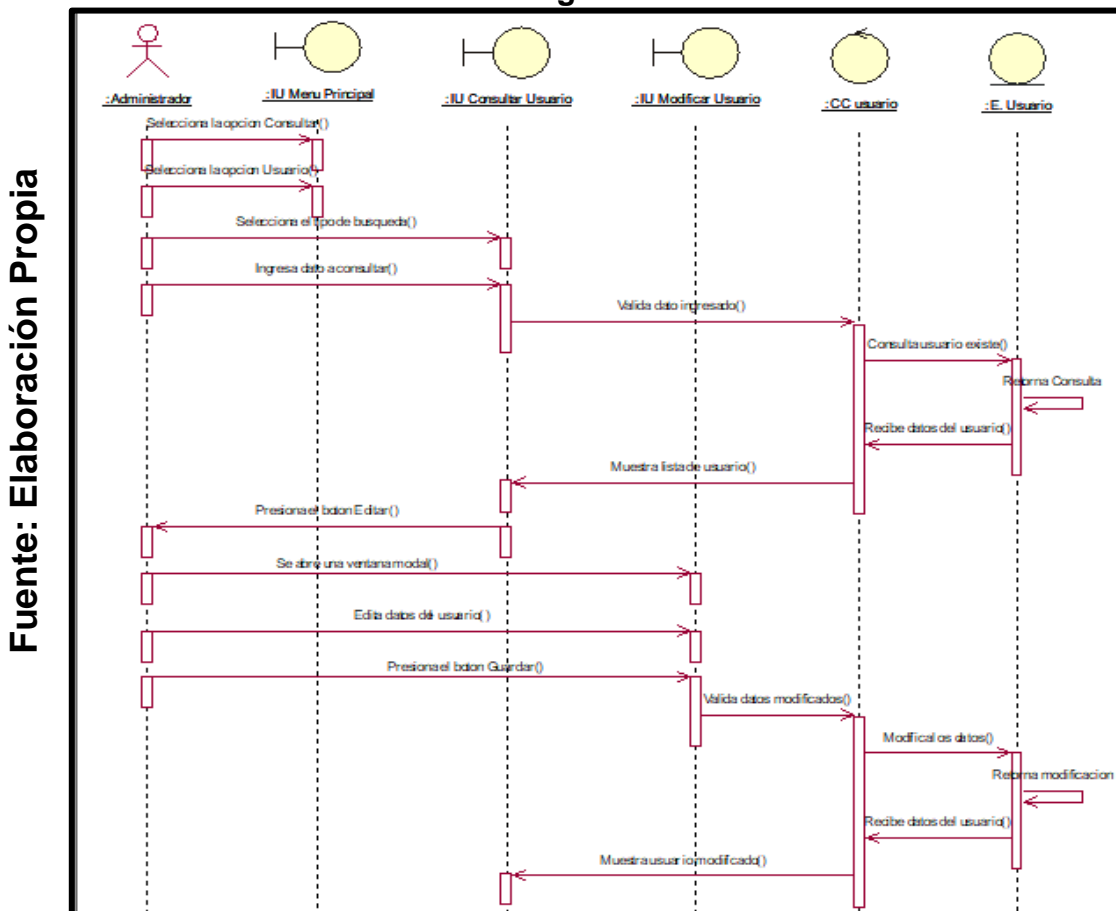 Fuente: Elaboración Propia
:Administrador
:IU Menu Principal
:IU Consultar Usuario
:IU Modificar Usuario
:CC usuario
:E. Usuario
Selecciona la opcion Consultar()
Selecciona la opcion Usuario()
Selecciona el tipo de busqueda()
Ingresa dato a consultar()
Valida dato ingresado()
Consulta usuario existe()
Retorna Consulta
Recibe datos del usuario()
Muestra lista de usuario()
Presiona el boton Editar()
Se abre una ventana modal()
Edita datos del usuario()
Presiona el boton Guardar()
Valida datos modificados()
Modifica los datos()
Retorna modificacion
Recibe datos del usuario()
Muestra usuario modificado()